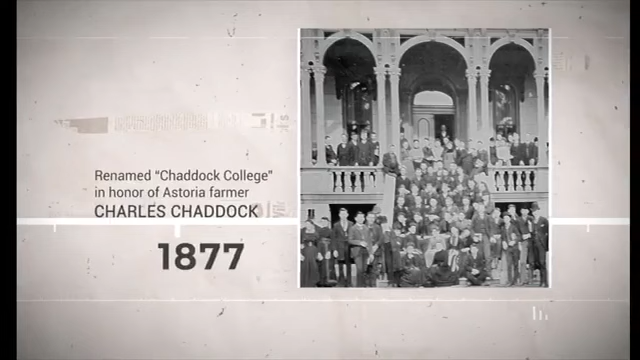 Renamed “Chaddock College”
in honor of Astoria farmer
CHARLES CHADDOCK
1877